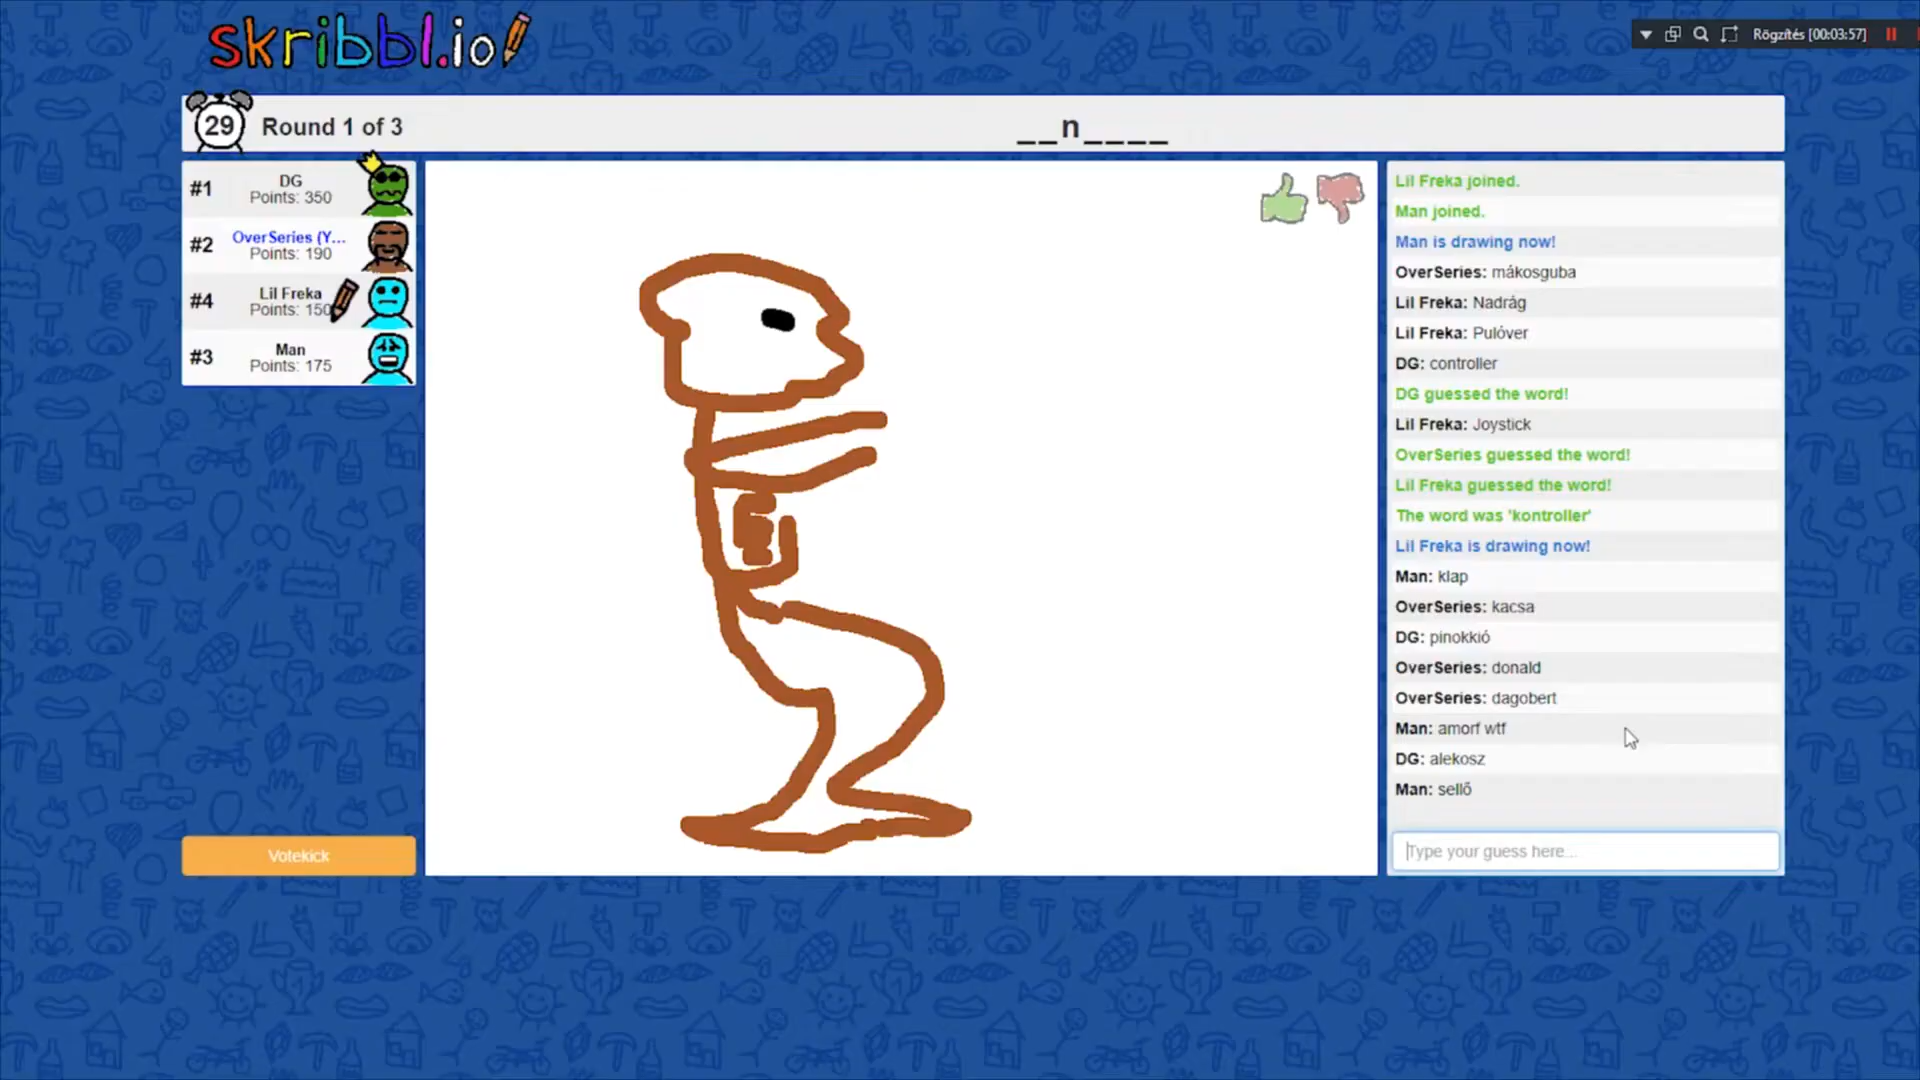 skribbl.io
Rögzítés [00:03:57]
29
Round 1 of 3
__n____
#1
DG
Points: 350
#2
OverSeries (Y...
Points: 190
#4
Lil Freka
Points: 150
#3
Man
Points: 175
Votekick
Lil Freka joined.
Man joined.
Man is drawing now!
OverSeries: mákosguba
Lil Freka: Nadrág
Lil Freka: Pulóver
DG: controller
DG guessed the word!
Lil Freka: Joystick
OverSeries guessed the word!
Lil Freka guessed the word!
The word was 'kontroller'
Lil Freka is drawing now!
Man: klap
OverSeries: kacsa
DG: pinokkió
OverSeries: donald
OverSeries: dagobert
Man: amorf wtf
DG: alekosz
Man: sellő
Type your guess here...